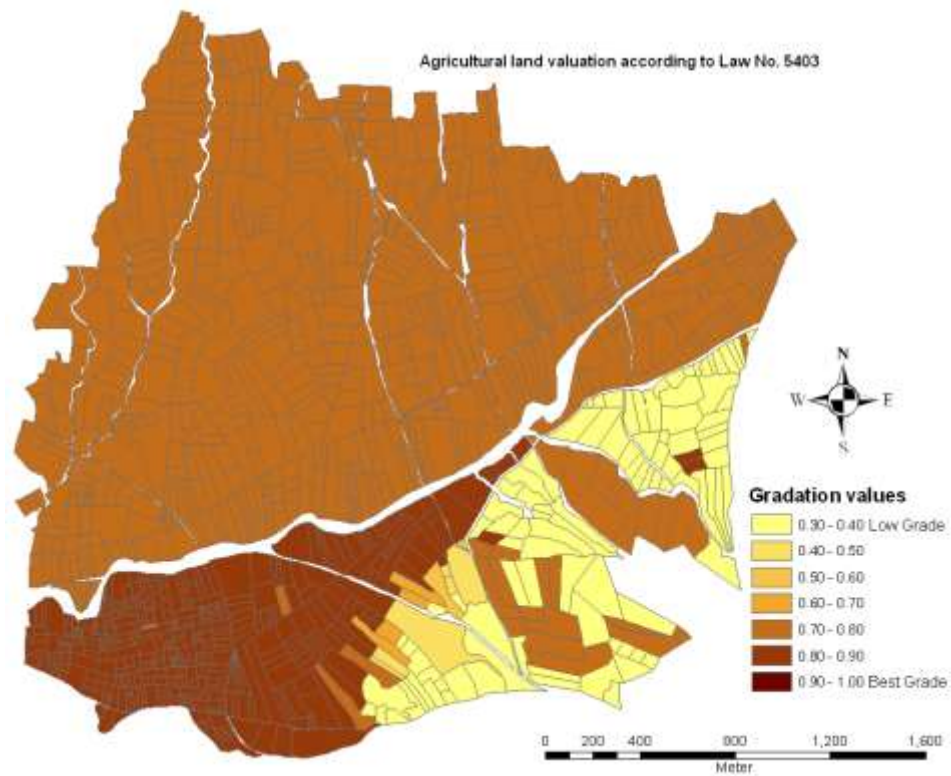 Agricultural land valuation according to Law No. 5403
N
W E
S
Gradation values
0.30 - 0.40 Low Grade
0.40 - 0.50
0.50 - 0.60
0.60 - 0.70
0.70 - 0.80
0.80 - 0.90
0.90 - 1.00 Best Grade
0 200 400 800 1,200 1,600
Meter